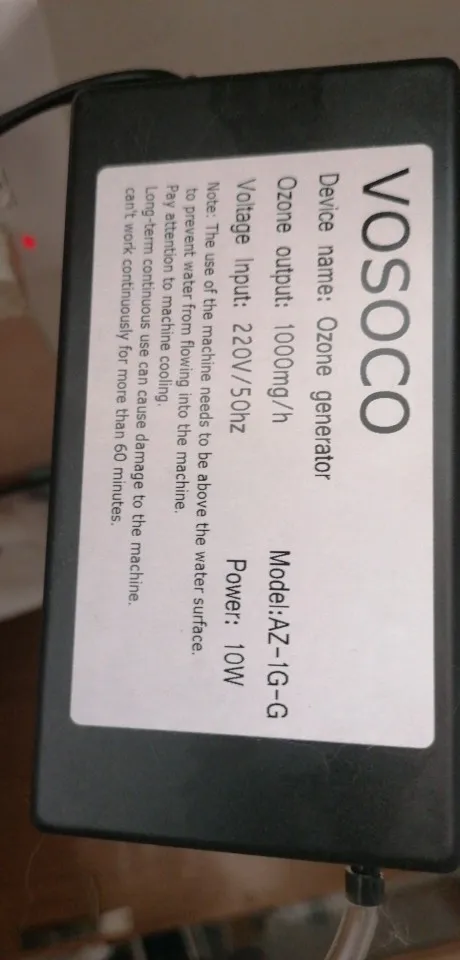 VOSOCO
Device name: Ozone generator
Ozone output: 1000mg/h Model:AZ-1G-G
Voltage Input: 220V/50hz Power: 10W
Note: The use of the machine needs to be above the water surface.
to prevent water from flowing into the machine.
Pay attention to machine cooling.
Long-term continuous use can cause damage to the machine.
can't work continuously for more than 60 minutes.